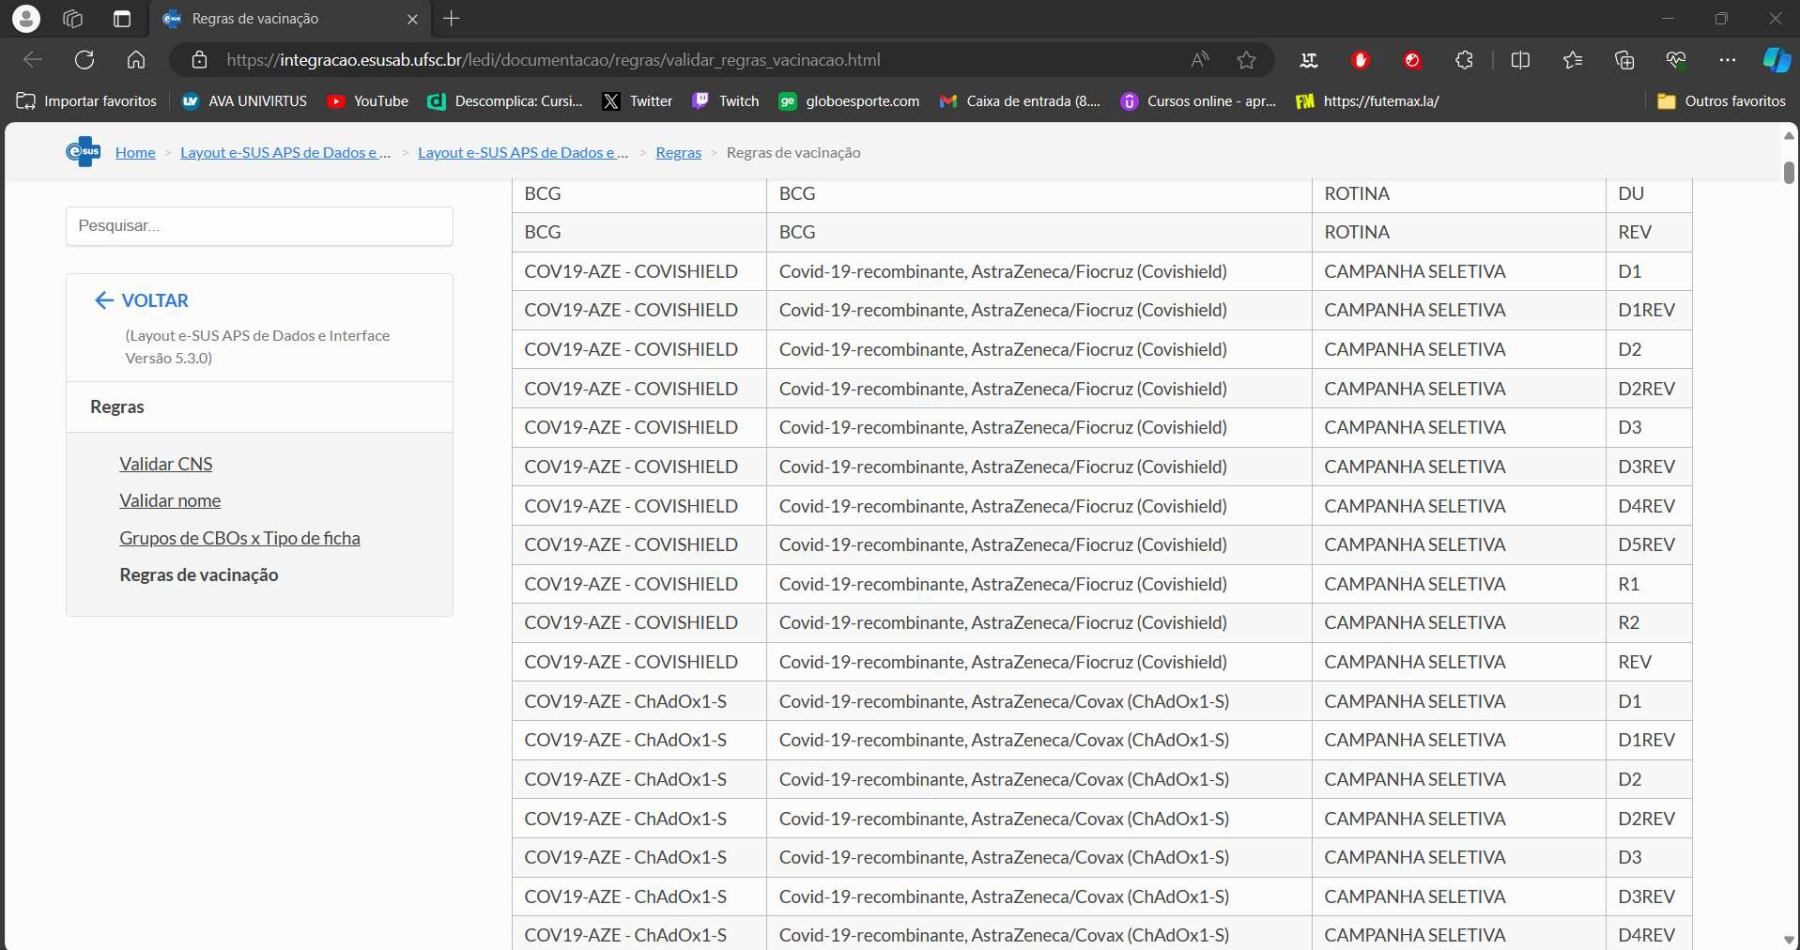 Regras de vacinação
https://integracao.esusab.ufsc.br/ledi/documentacao/regras/validar_regras_vacinacao.html
Importar favoritos
AVA UNIVIRTUS
YouTube
Descomplica: Cursi...
Twitter
Twitch
globoesporte.com
Caixa de entrada (8....
Cursos online - apr...
https://futemax.la/
Outros favoritos
e-sus Home > Layout e-SUS APS de Dados e ... > Layout e-SUS APS de Dados e ... > Regras > Regras de vacinação
Pesquisar...
VOLTAR
(Layout e-SUS APS de Dados e Interface
Versão 5.3.0)
Regras
Validar CNS
Validar nome
Grupos de CBOs x Tipo de ficha
Regras de vacinação
BCG BCG ROTINA DU
BCG BCG ROTINA REV
COV19-AZE - COVISHIELD Covid-19-recombinante, AstraZeneca/Fiocruz (Covishield) CAMPANHA SELETIVA D1
COV19-AZE - COVISHIELD Covid-19-recombinante, AstraZeneca/Fiocruz (Covishield) CAMPANHA SELETIVA D1REV
COV19-AZE - COVISHIELD Covid-19-recombinante, AstraZeneca/Fiocruz (Covishield) CAMPANHA SELETIVA D2
COV19-AZE - COVISHIELD Covid-19-recombinante, AstraZeneca/Fiocruz (Covishield) CAMPANHA SELETIVA D2REV
COV19-AZE - COVISHIELD Covid-19-recombinante, AstraZeneca/Fiocruz (Covishield) CAMPANHA SELETIVA D3
COV19-AZE - COVISHIELD Covid-19-recombinante, AstraZeneca/Fiocruz (Covishield) CAMPANHA SELETIVA D3REV
COV19-AZE - COVISHIELD Covid-19-recombinante, AstraZeneca/Fiocruz (Covishield) CAMPANHA SELETIVA D4REV
COV19-AZE - COVISHIELD Covid-19-recombinante, AstraZeneca/Fiocruz (Covishield) CAMPANHA SELETIVA D5REV
COV19-AZE - COVISHIELD Covid-19-recombinante, AstraZeneca/Fiocruz (Covishield) CAMPANHA SELETIVA R1
COV19-AZE - COVISHIELD Covid-19-recombinante, AstraZeneca/Fiocruz (Covishield) CAMPANHA SELETIVA R2
COV19-AZE - COVISHIELD Covid-19-recombinante, AstraZeneca/Fiocruz (Covishield) CAMPANHA SELETIVA REV
COV19-AZE - ChAdOx1-S Covid-19-recombinante, AstraZeneca/Covax (ChAdOx1-S) CAMPANHA SELETIVA D1
COV19-AZE - ChAdOx1-S Covid-19-recombinante, AstraZeneca/Covax (ChAdOx1-S) CAMPANHA SELETIVA D1REV
COV19-AZE - ChAdOx1-S Covid-19-recombinante, AstraZeneca/Covax (ChAdOx1-S) CAMPANHA SELETIVA D2
COV19-AZE - ChAdOx1-S Covid-19-recombinante, AstraZeneca/Covax (ChAdOx1-S) CAMPANHA SELETIVA D2REV
COV19-AZE - ChAdOx1-S Covid-19-recombinante, AstraZeneca/Covax (ChAdOx1-S) CAMPANHA SELETIVA D3
COV19-AZE - ChAdOx1-S Covid-19-recombinante, AstraZeneca/Covax (ChAdOx1-S) CAMPANHA SELETIVA D3REV
COV19-AZE - ChAdOx1-S Covid-19-recombinante, AstraZeneca/Covax (ChAdOx1-S) CAMPANHA SELETIVA D4REV